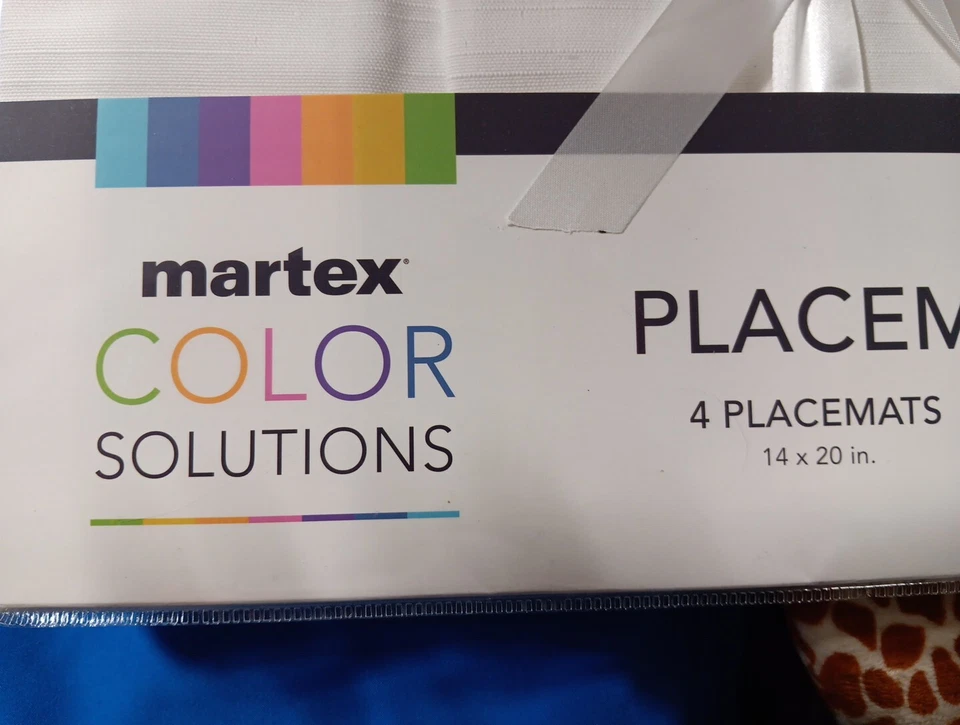 martex®
COLOR
SOLUTIONS
PLACEM
4 PLACEMATS
14 x 20 in.